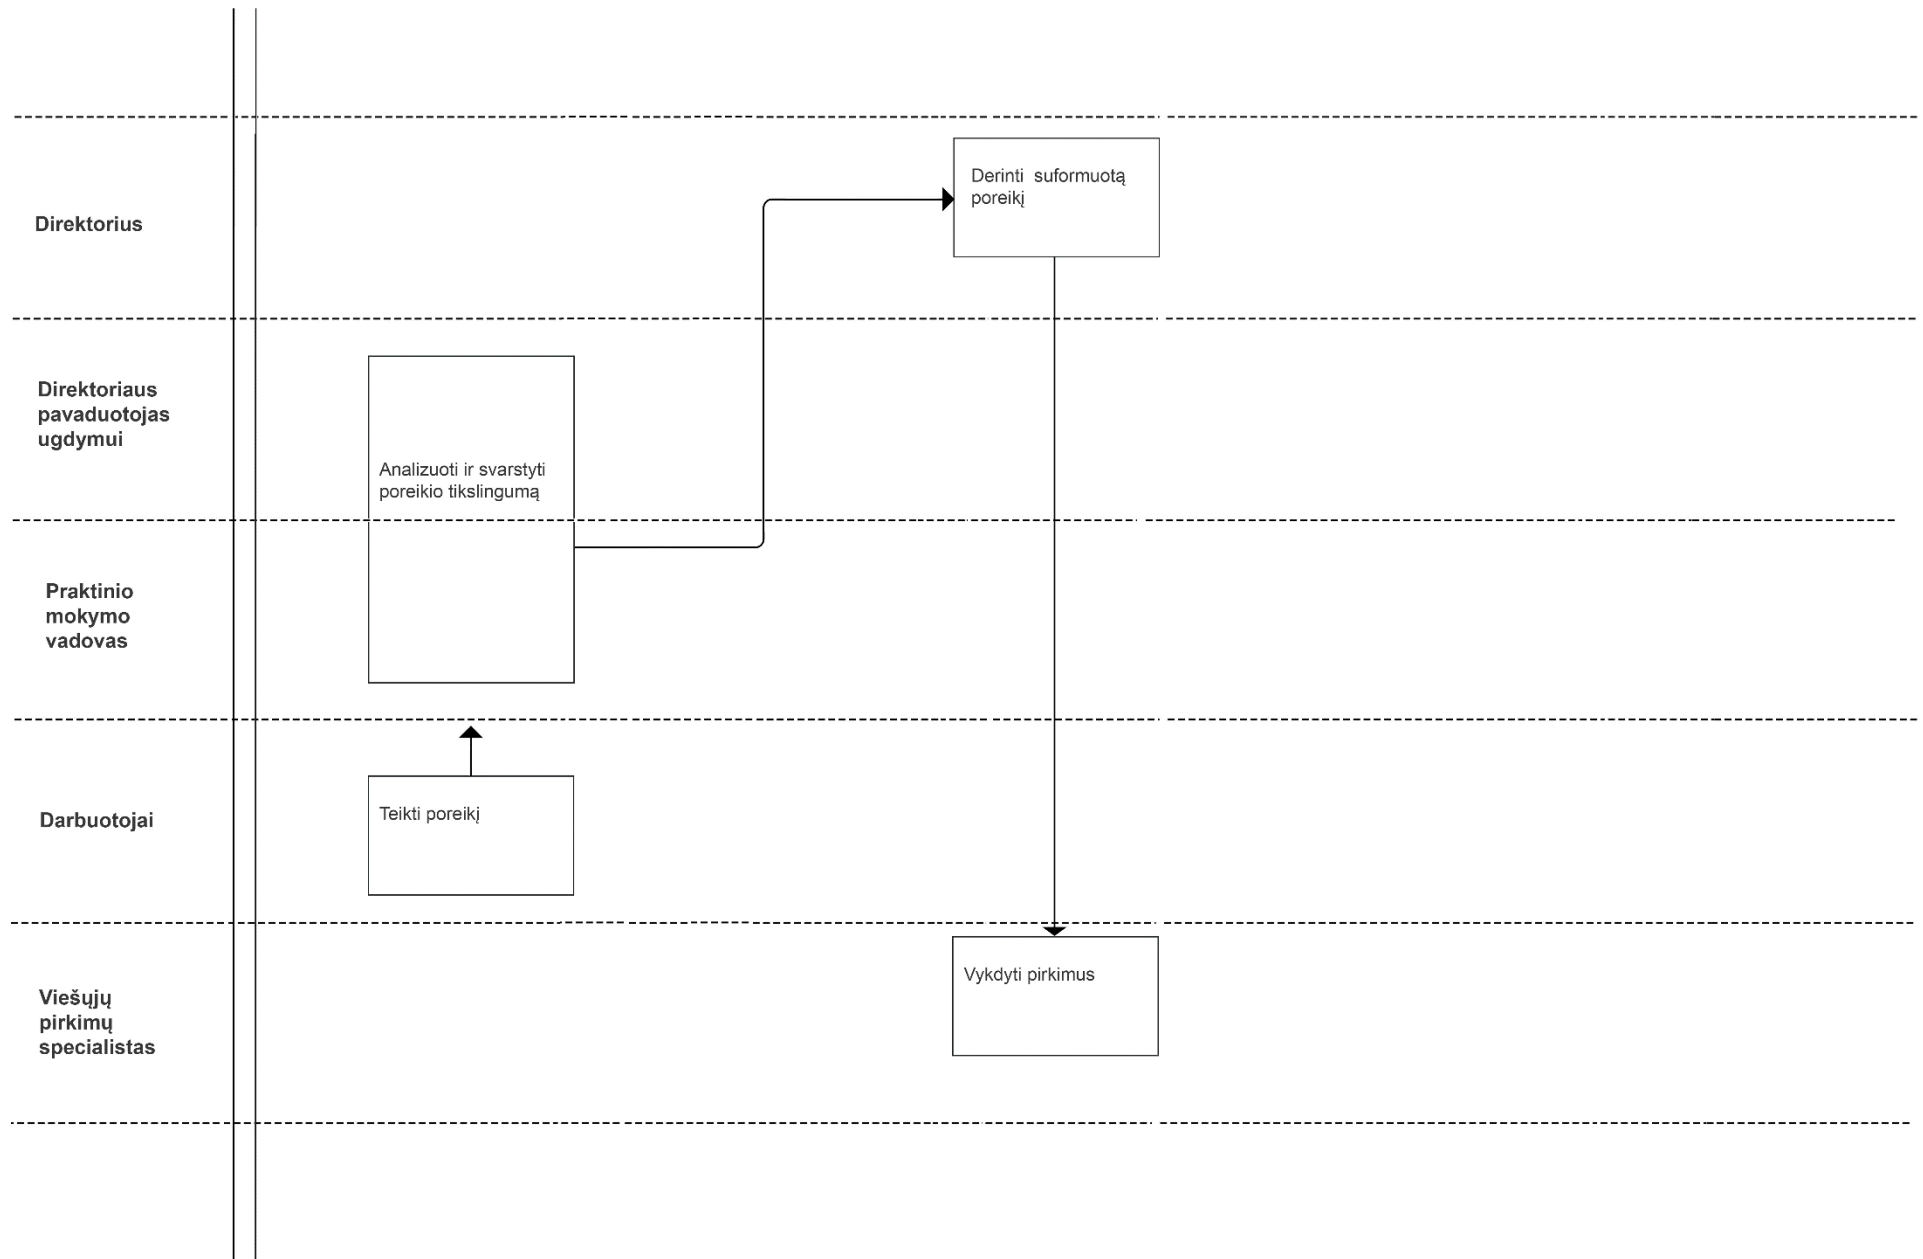 Derinti suformuotą
poreikį
Direktorius
Direktoriaus
pavaduotojas
ugdymui
Analizuoti ir svarstyti
poreikio tikslingumą
Praktinio
mokymo
vadovas
Teikti poreikį
Darbuotojai
Vykdyti pirkimus
Viešųjų
pirkimų
specialistas